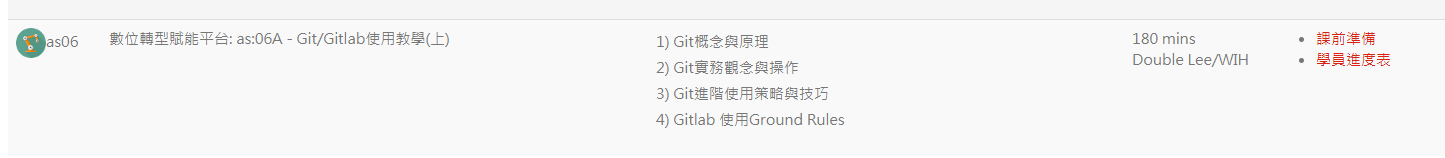 as06
數位轉型賦能平台: as:06A - Git/Gitlab使用教學(上)
1) Git概念與原理
2) Git實務觀念與操作
3) Git進階使用策略與技巧
4) Gitlab 使用Ground Rules
180 mins
Double Lee/WIH
• 課前準備
• 學員進度表